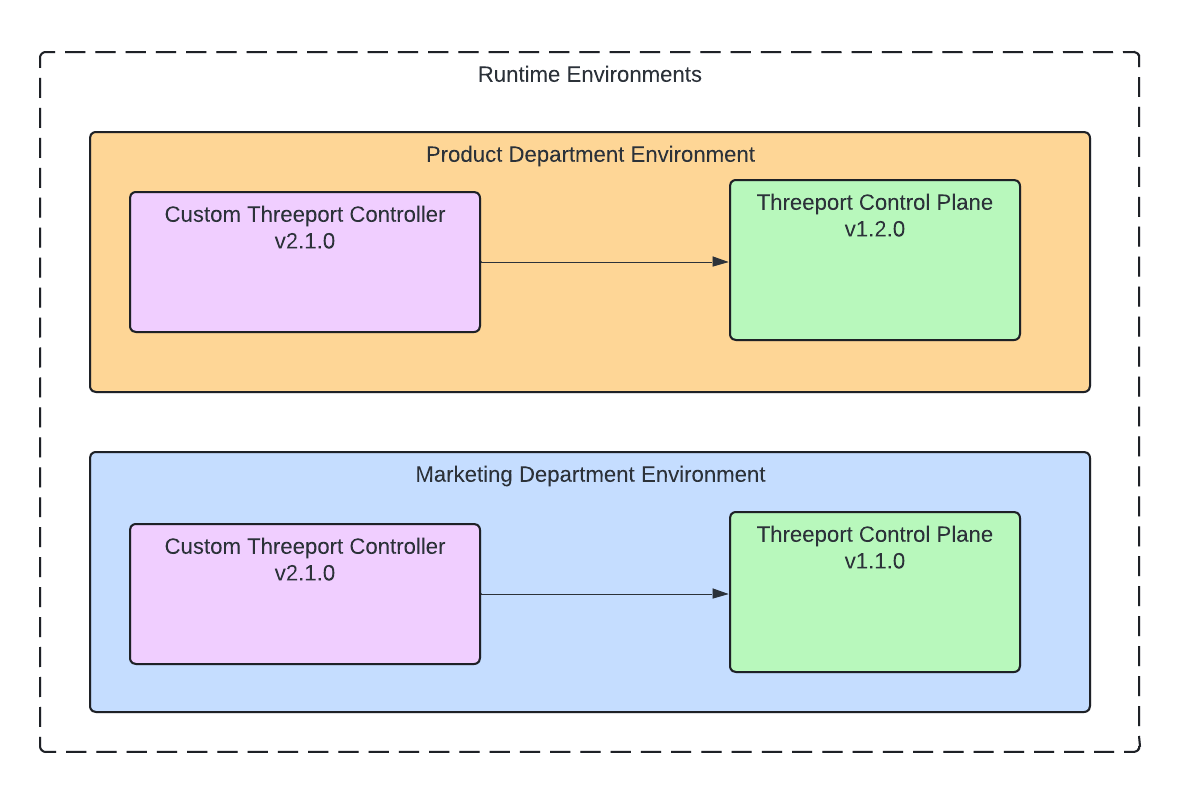 Runtime Environments
Product Department Environment
Custom Threeport Controller
v2.1.0
Threeport Control Plane
v1.2.0
Marketing Department Environment
Custom Threeport Controller
v2.1.0
Threeport Control Plane
v1.1.0